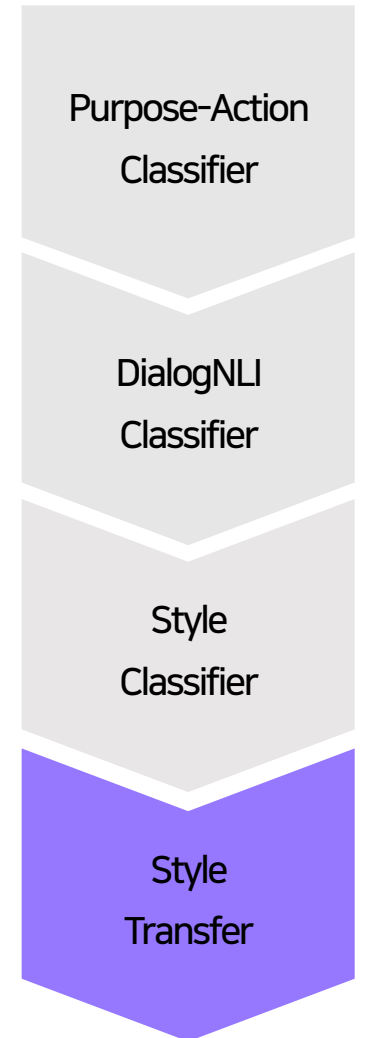 Purpose-Action
Classifier
DialogNLI
Classifier
Style
Classifier
Style
Transfer